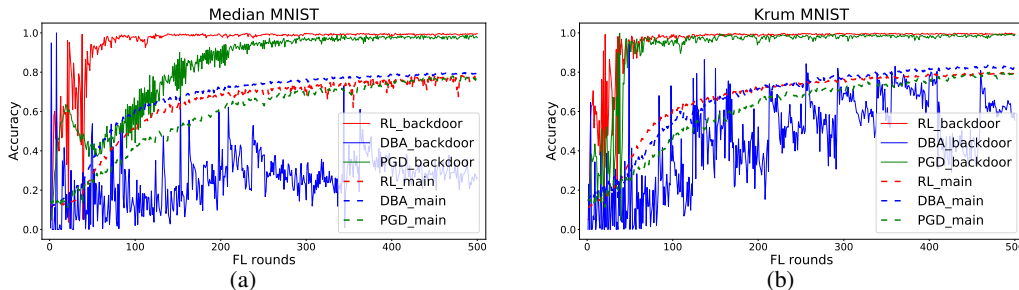 Median MNIST
1.0
0.8
0.6
0.4
0.2
0.0
Accuracy
0 100 200 300 400 500
FL rounds
RL_backdoor
DBA_backdoor
PGD_backdoor
RL_main
DBA_main
PGD_main
(a)
Krum MNIST
1.0
0.8
0.6
0.4
0.2
0.0
Accuracy
0 100 200 300 400 500
FL rounds
RL_backdoor
DBA_backdoor
PGD_backdoor
RL_main
DBA_main
PGD_main
(b)